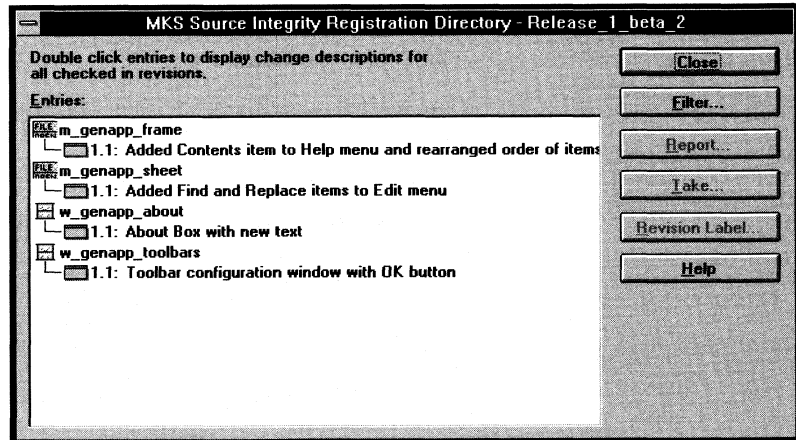 MKS Source Integrity Registration Directory - Release_1_beta_2
Double click entries to display change descriptions for
all checked in revisions.
Entries:
m_genapp_frame
1.1: Added Contents item to Help menu and rearranged order of items
m_genapp_sheet
1.1: Added Find and Replace items to Edit menu
w_genapp_about
1.1: About Box with new text
w_genapp_toolbars
1.1: Toolbar configuration window with OK button
Close
Filter...
Report...
Take...
Revision Label...
Help